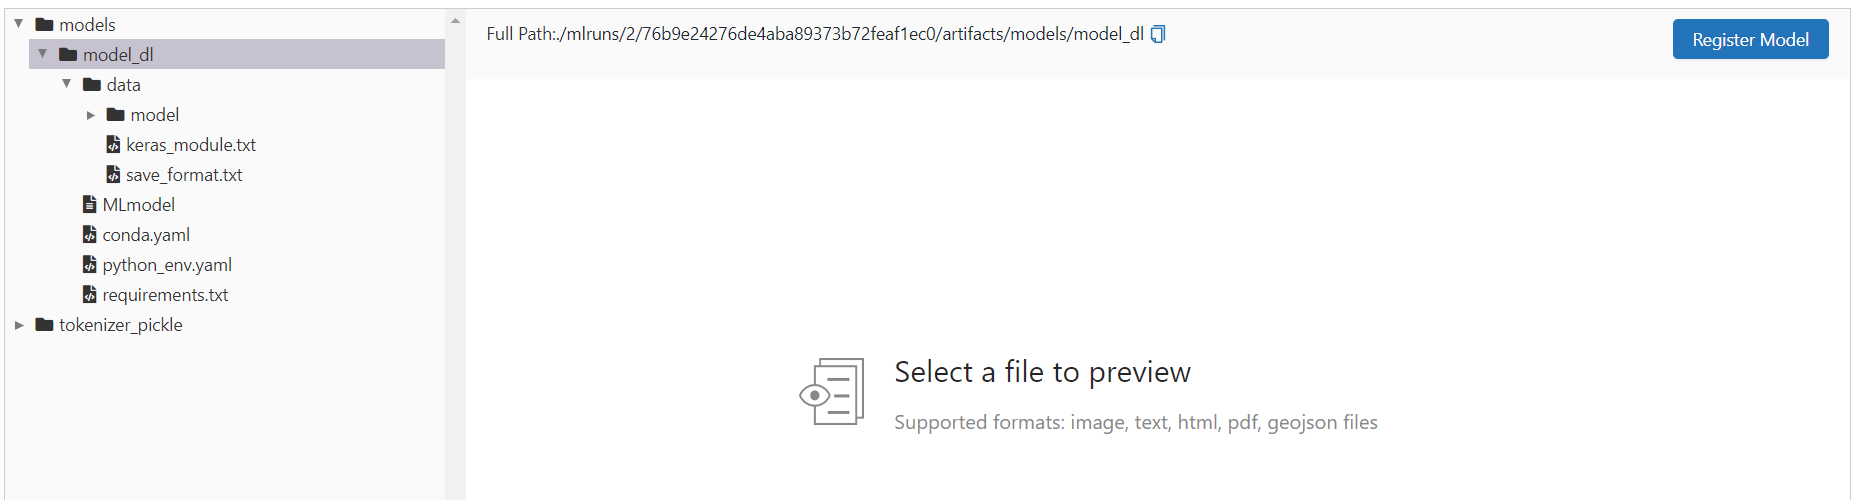 models
model_dl
data
model
keras_module.txt
save_format.txt
MLmodel
conda.yaml
python_env.yaml
requirements.txt
tokenizer_pickle
Full Path:./mlruns/2/76b9e24276de4aba89373b72feaf1ec0/artifacts/models/model_dl
Register Model
Select a file to preview
Supported formats: image, text, html, pdf, geojson files